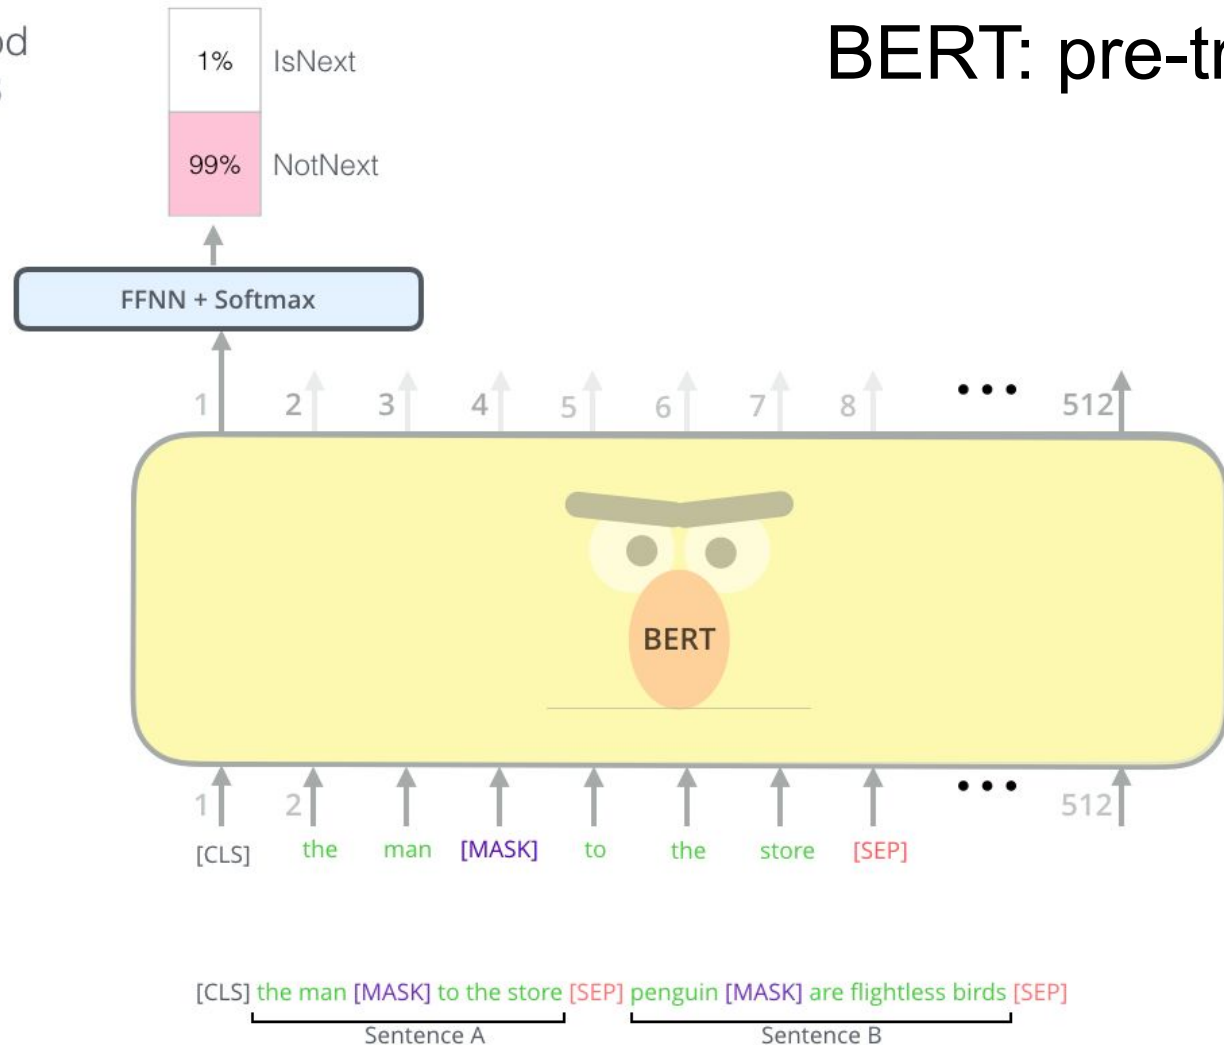 BERT: pre-tr
1% IsNext
99% NotNext
FFNN + Softmax
1 2 3 4 5 6 7 8 ••• 512
BERT
1 2 ••• 512
[CLS] the man [MASK] to the store [SEP]
[CLS] the man [MASK] to the store [SEP] penguin [MASK] are flightless birds [SEP]
Sentence A Sentence B